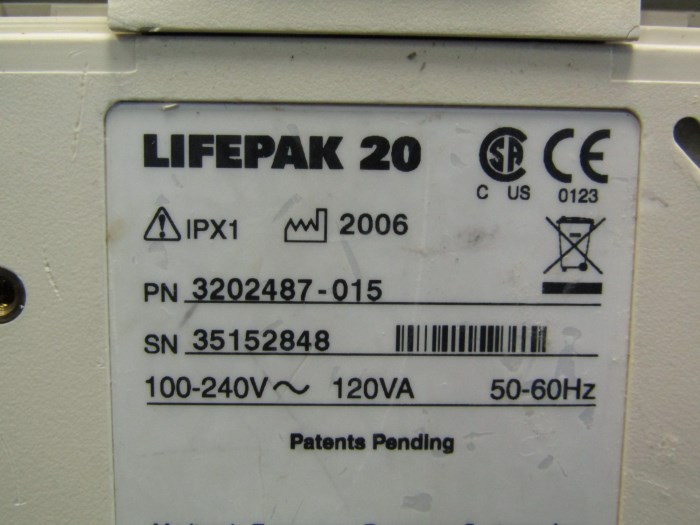 LIFEPAK 20
SA
C US
CE
0123
IPX1
2006
PN 3202487-015
SN 35152848
100-240V~ 120VA 50-60Hz
Patents Pending